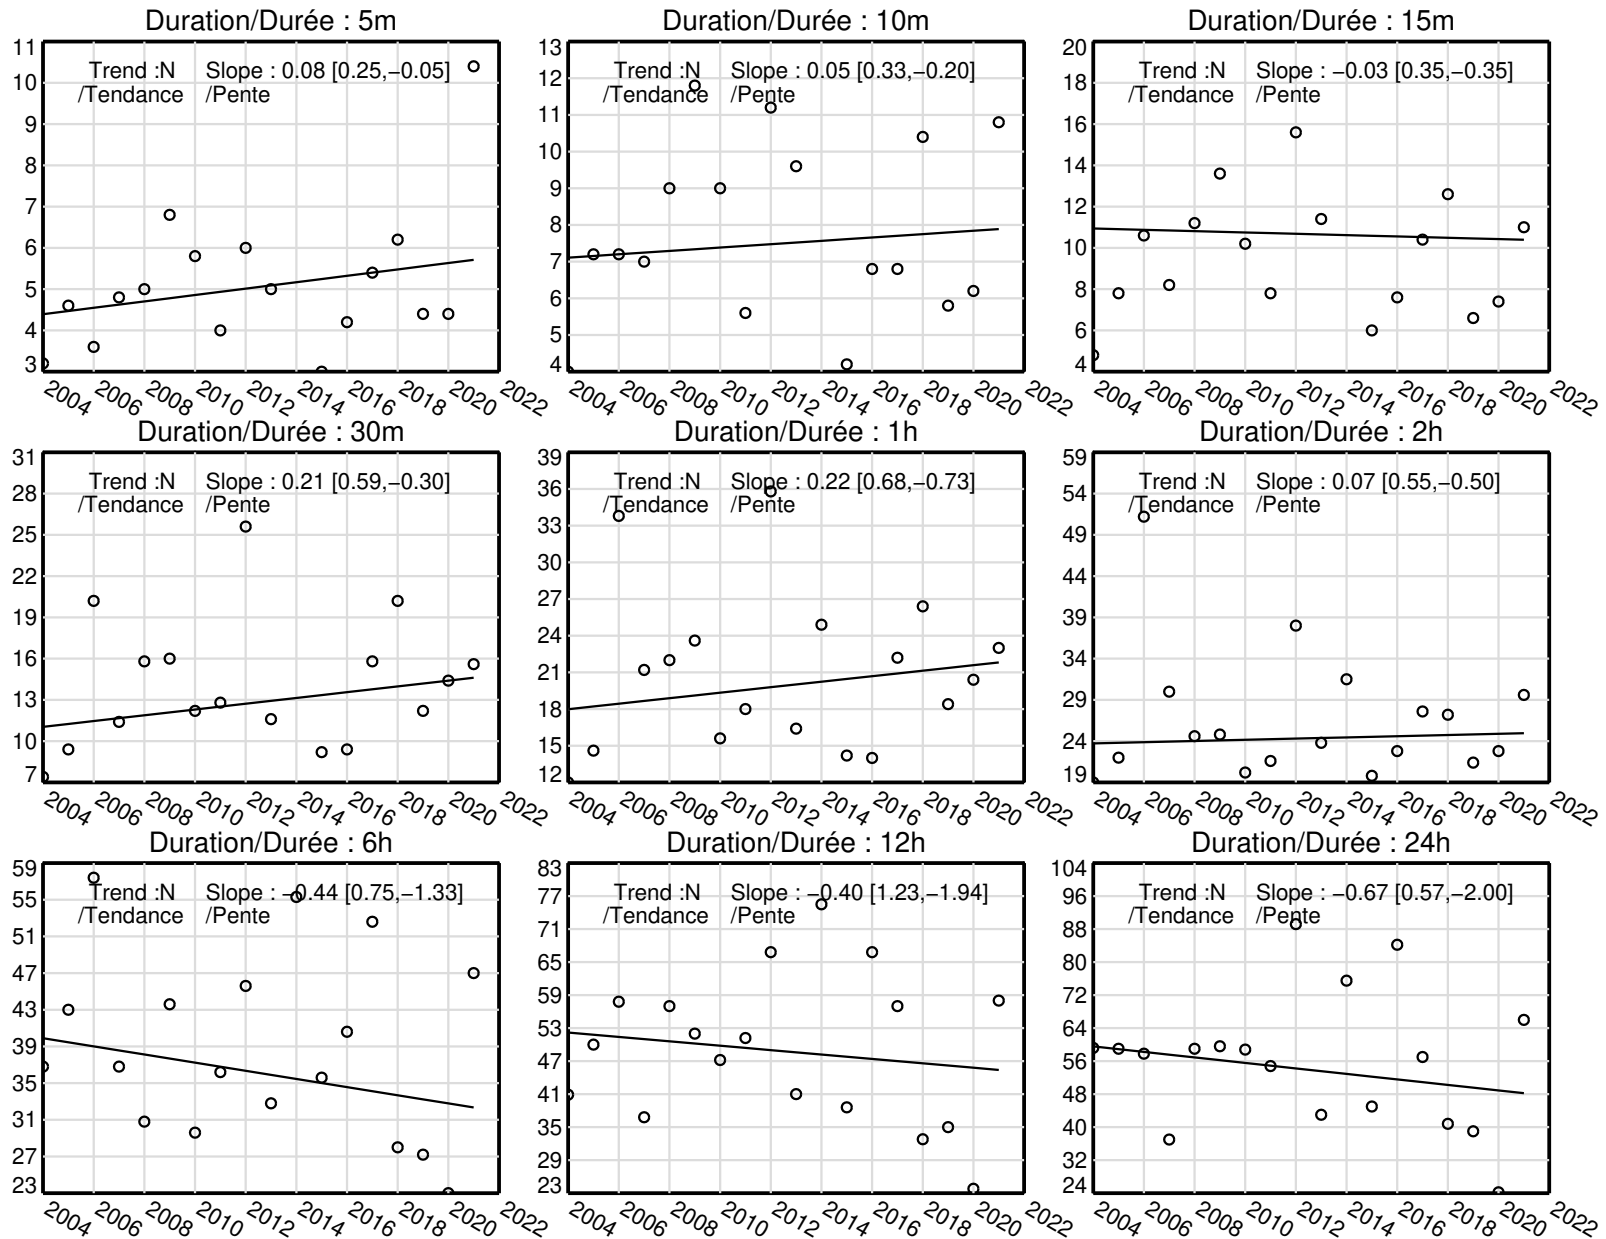 Duration/Durée : 5m
11
10
9
8
7
6
5
4
3
Trend :N Slope : 0.08 [0.25,−0.05]
/Tendance /Pente
2004 2006 2008 2010 2012 2014 2016 2018 2020 2022
Duration/Durée : 10m
13
12
11
10
9
8
7
6
5
4
Trend :N Slope : 0.05 [0.33,−0.20]
/Tendance /Pente
2004 2006 2008 2010 2012 2014 2016 2018 2020 2022
Duration/Durée : 15m
20
18
16
14
12
10
8
6
4
Trend :N Slope : −0.03 [0.35,−0.35]
/Tendance /Pente
2004 2006 2008 2010 2012 2014 2016 2018 2020 2022
Duration/Durée : 30m
31
28
25
22
19
16
13
10
7
Trend :N Slope : 0.21 [0.59,−0.30]
/Tendance /Pente
2004 2006 2008 2010 2012 2014 2016 2018 2020 2022
Duration/Durée : 1h
39
36
33
30
27
24
21
18
15
12
Trend :N Slope : 0.22 [0.68,−0.73]
/Tendance /Pente
2004 2006 2008 2010 2012 2014 2016 2018 2020 2022
Duration/Durée : 2h
59
54
49
44
39
34
29
24
19
Trend :N Slope : 0.07 [0.55,−0.50]
/Tendance /Pente
2004 2006 2008 2010 2012 2014 2016 2018 2020 2022
Duration/Durée : 6h
59
55
51
47
43
39
35
31
27
23
Trend :N Slope : −0.44 [0.75,−1.33]
/Tendance /Pente
2004 2006 2008 2010 2012 2014 2016 2018 2020 2022
Duration/Durée : 12h
83
77
71
65
59
53
47
41
35
29
23
Trend :N Slope : −0.40 [1.23,−1.94]
/Tendance /Pente
2004 2006 2008 2010 2012 2014 2016 2018 2020 2022
Duration/Durée : 24h
104
96
88
80
72
64
56
48
40
32
24
Trend :N Slope : −0.67 [0.57,−2.00]
/Tendance /Pente
2004 2006 2008 2010 2012 2014 2016 2018 2020 2022